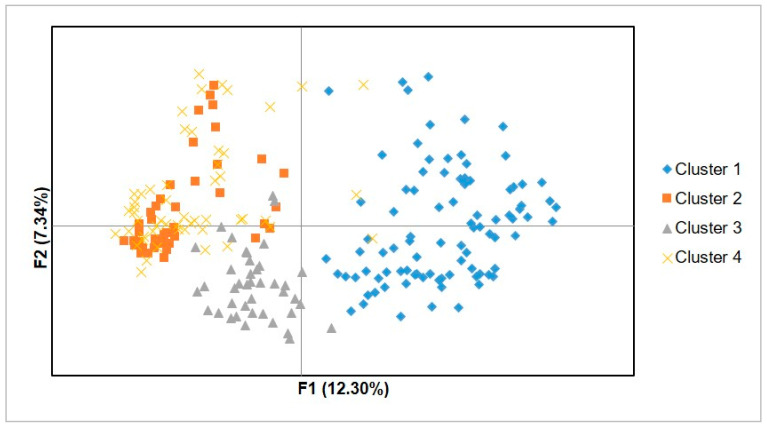 F2 (7.34%)
Cluster 1
Cluster 2
Cluster 3
Cluster 4
F1 (12.30%)